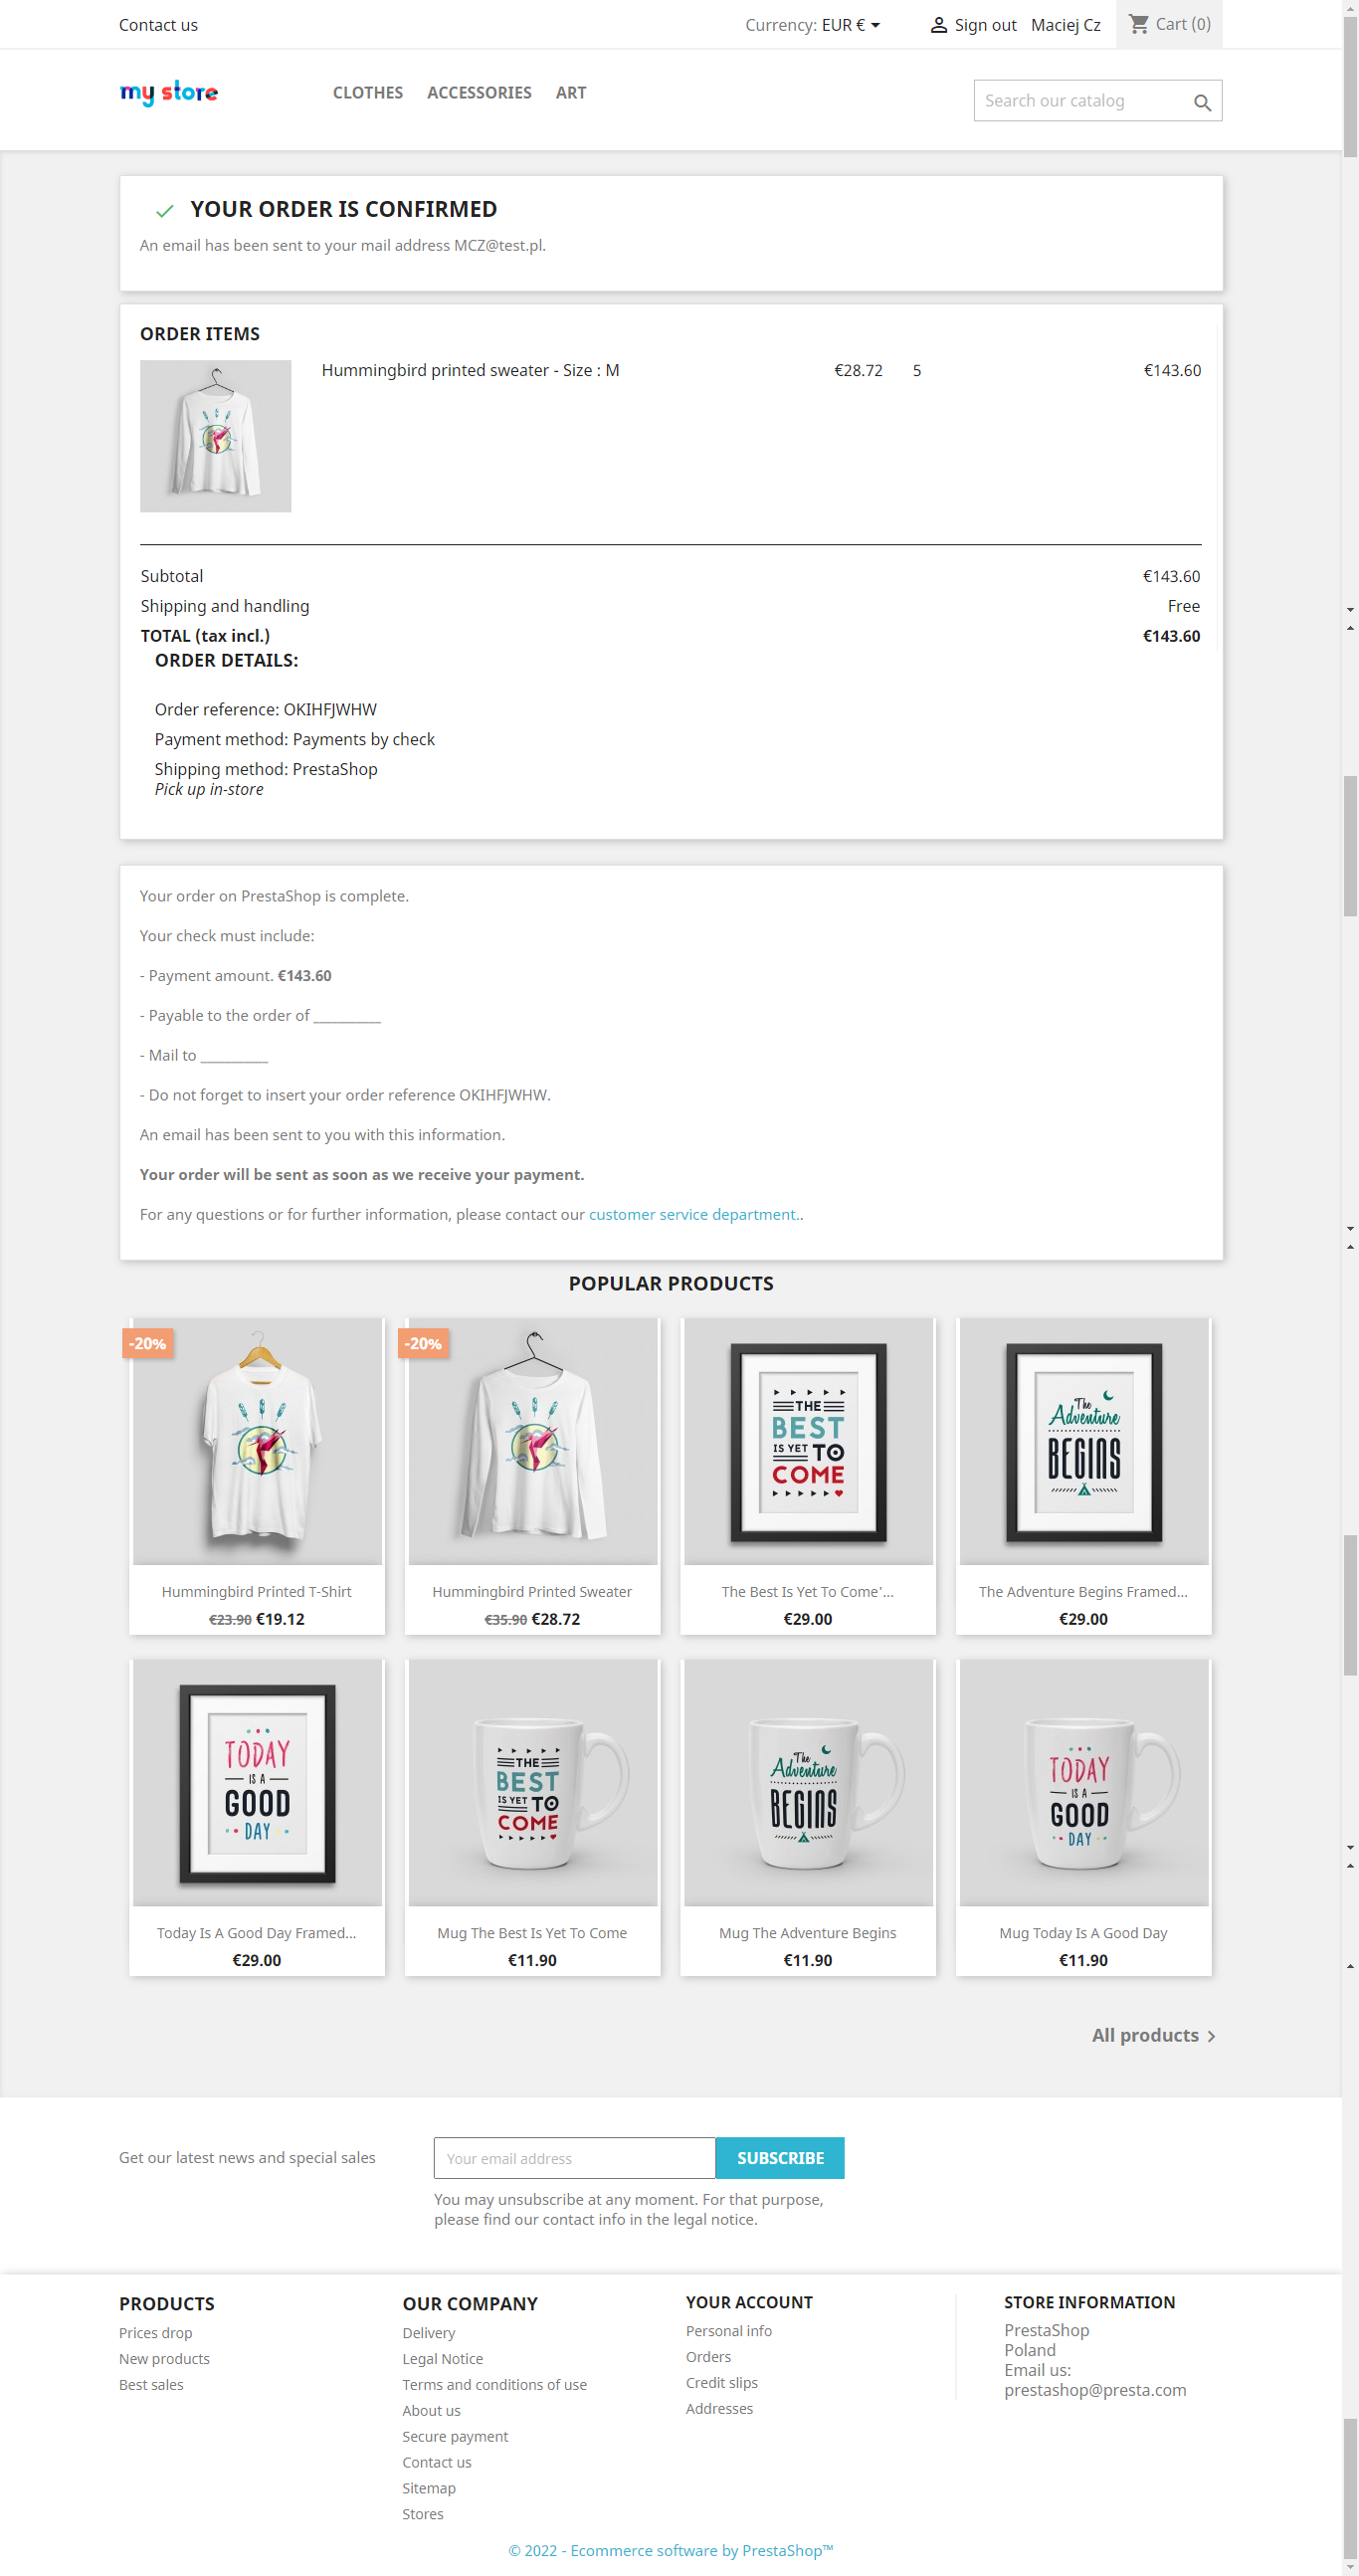 Contact us
Currency: EUR €
Sign out
Maciej Cz
Cart (0)
my store
CLOTHES
ACCESSORIES
ART
Search our catalog
YOUR ORDER IS CONFIRMED
An email has been sent to your mail address MCZ@test.pl.
ORDER ITEMS
Hummingbird printed sweater - Size : M €28.72 5 €143.60
Subtotal €143.60
Shipping and handling Free
TOTAL (tax incl.) €143.60
ORDER DETAILS:
Order reference: OKIHFJWHW
Payment method: Payments by check
Shipping method: PrestaShop
Pick up in-store
Your order on PrestaShop is complete.
Your check must include:
- Payment amount. €143.60
- Payable to the order of __________
- Mail to __________
- Do not forget to insert your order reference OKIHFJWHW.
An email has been sent to you with this information.
Your order will be sent as soon as we receive your payment.
For any questions or for further information, please contact our customer service department..
POPULAR PRODUCTS
-20%
Hummingbird Printed T-Shirt
€23.90 €19.12
-20%
Hummingbird Printed Sweater
€35.90 €28.72
THE
BEST
IS YET TO
COME
The Best Is Yet To Come'...
€29.00
The
Adventure
BEGINS
The Adventure Begins Framed...
€29.00
TODAY
IS A
GOOD
DAY
Today Is A Good Day Framed...
€29.00
THE
BEST
IS YET TO
COME
Mug The Best Is Yet To Come
€11.90
The
Adventure
BEGINS
Mug The Adventure Begins
€11.90
TODAY
IS A
GOOD
DAY
Mug Today Is A Good Day
€11.90
All products
Get our latest news and special sales
Your email address
SUBSCRIBE
You may unsubscribe at any moment. For that purpose,
please find our contact info in the legal notice.
PRODUCTS
Prices drop
New products
Best sales
OUR COMPANY
Delivery
Legal Notice
Terms and conditions of use
About us
Secure payment
Contact us
Sitemap
Stores
YOUR ACCOUNT
Personal info
Orders
Credit slips
Addresses
STORE INFORMATION
PrestaShop
Poland
Email us:
prestashop@presta.com
© 2022 - Ecommerce software by PrestaShop™